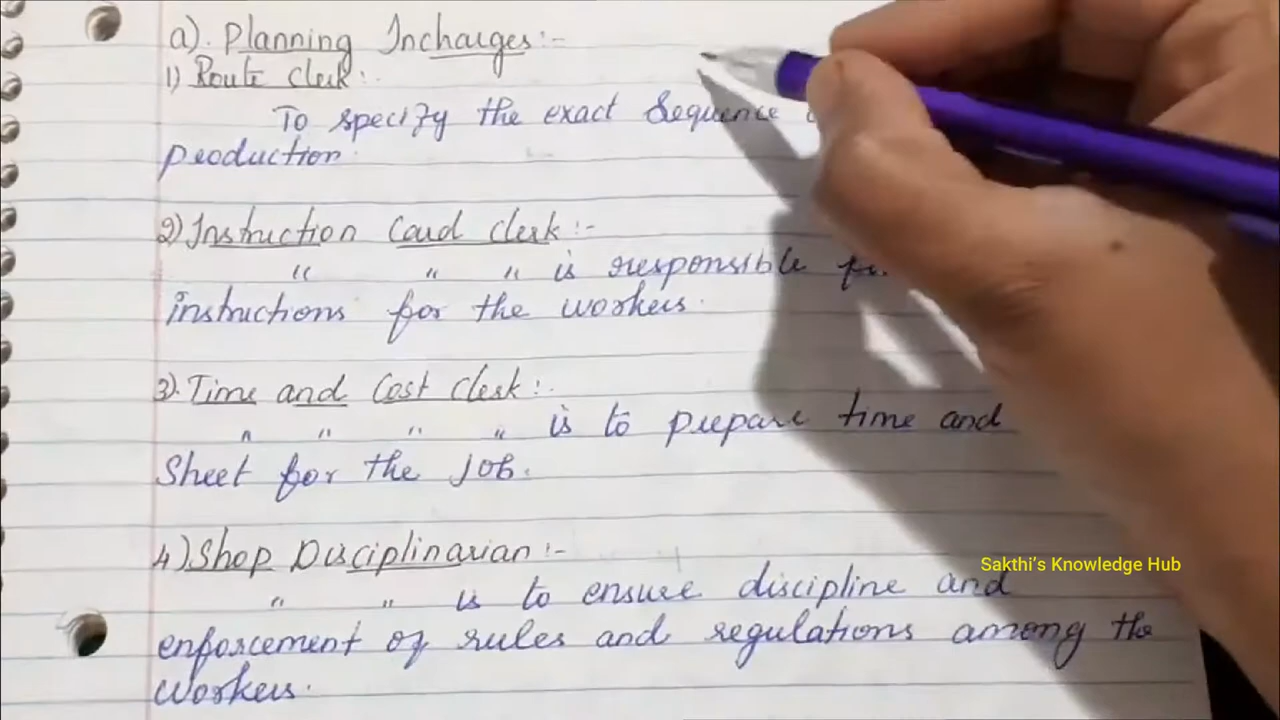 a). Planning Incharges:-
1) Route clerk:-
To specify the exact Sequence
production.
2) Instruction Card clerk :-
" " " is responsible
instructions for the workers.
3). Time and Cost Clerk :-
" " " " is to prepare time and
Sheet for the Job.
4) Shop Disciplinarian :-
Sakthi's Knowledge Hub
" " is to ensure discipline and
enforcement of rules and regulations among the
workers.